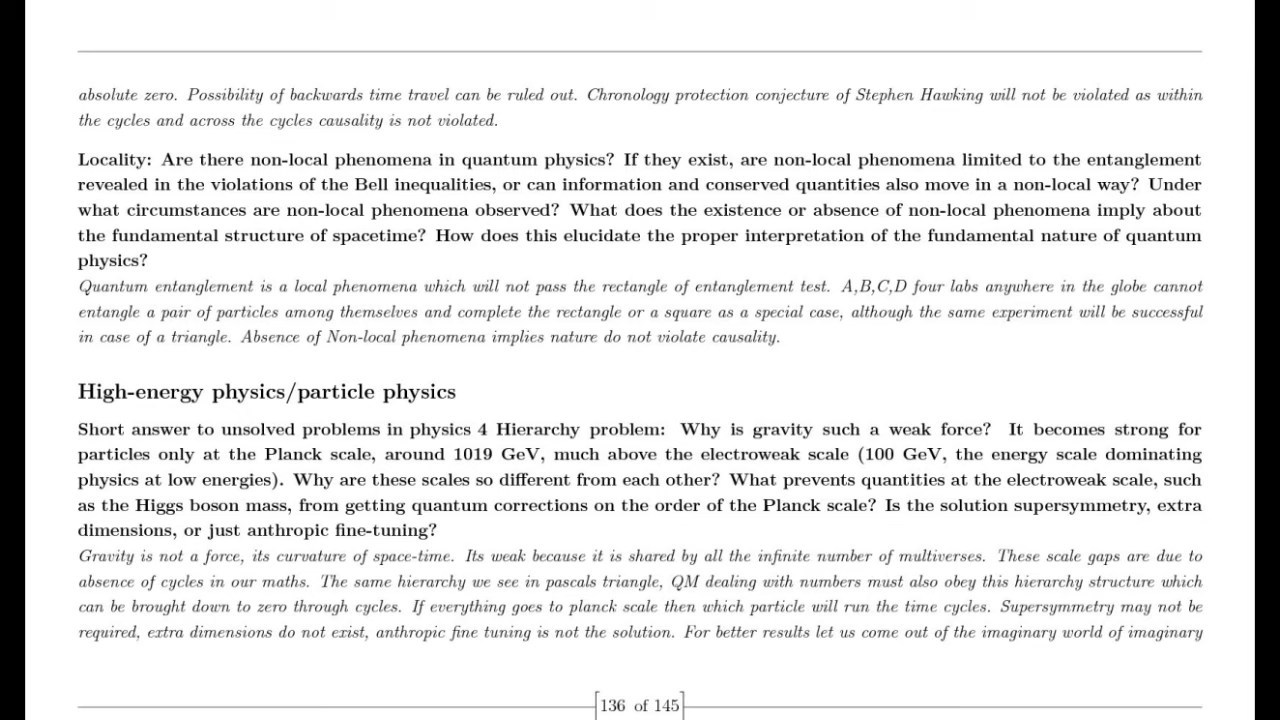 absolute zero. Possibility of backwards time travel can be ruled out. Chronology protection conjecture of Stephen Hawking will not be violated as within
the cycles and across the cycles causality is not violated.
Locality: Are there non-local phenomena in quantum physics? If they exist, are non-local phenomena limited to the entanglement
revealed in the violations of the Bell inequalities, or can information and conserved quantities also move in a non-local way? Under
what circumstances are non-local phenomena observed? What does the existence or absence of non-local phenomena imply about
the fundamental structure of spacetime? How does this elucidate the proper interpretation of the fundamental nature of quantum
physics?
Quantum entanglement is a local phenomena which will not pass the rectangle of entanglement test. A,B,C,D four labs anywhere in the globe cannot
entangle a pair of particles among themselves and complete the rectangle or a square as a special case, although the same experiment will be successful
in case of a triangle. Absence of Non-local phenomena implies nature do not violate causality.
High-energy physics/particle physics
Short answer to unsolved problems in physics 4 Hierarchy problem: Why is gravity such a weak force? It becomes strong for
particles only at the Planck scale, around 1019 GeV, much above the electroweak scale (100 GeV, the energy scale dominating
physics at low energies). Why are these scales so different from each other? What prevents quantities at the electroweak scale, such
as the Higgs boson mass, from getting quantum corrections on the order of the Planck scale? Is the solution supersymmetry, extra
dimensions, or just anthropic fine-tuning?
Gravity is not a force, its curvature of space-time. Its weak because it is shared by all the infinite number of multiverses. These scale gaps are due to
absence of cycles in our maths. The same hierarchy we see in pascals triangle, QM dealing with numbers must also obey this hierarchy structure which
can be brought down to zero through cycles. If everything goes to planck scale then which particle will run the time cycles. Supersymmetry may not be
required, extra dimensions do not exist, anthropic fine tuning is not the solution. For better results let us come out of the imaginary world of imaginary
136 of 145